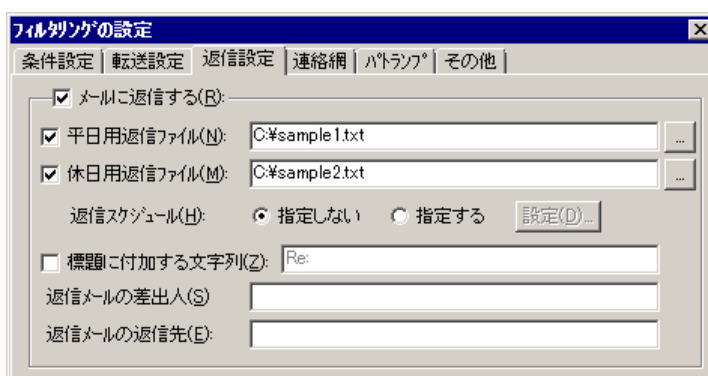 フィルタリングの設定
条件設定 転送設定 返信設定 連絡網 パトランプ その他
メールに返信する(R):
平日用返信ファイル(N): C:¥sample1.txt ...
休日用返信ファイル(M): C:¥sample2.txt ...
返信スケジュール(H): 指定しない 指定する 設定(D)...
標題に付加する文字列(Z): Re:
返信メールの差出人(S)
返信メールの返信先(E):